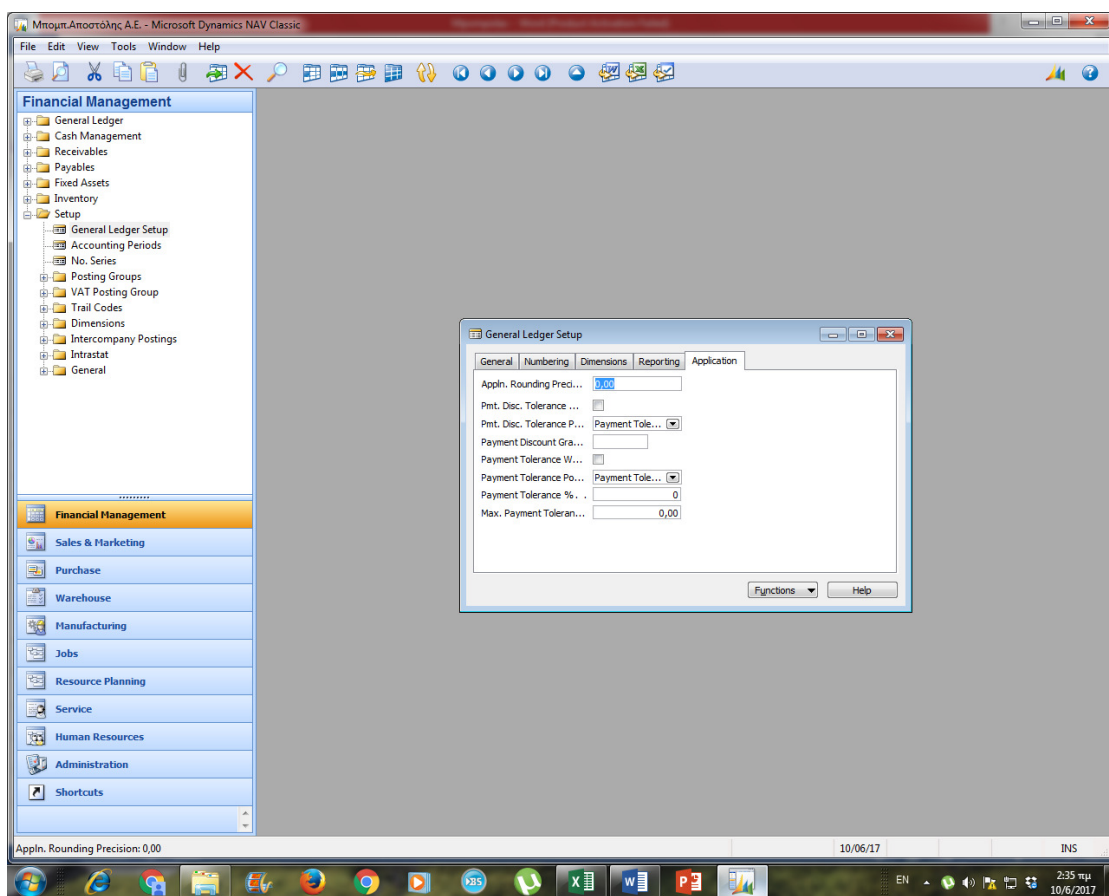 Μπομπ.Αποστόλης Α.Ε. - Microsoft Dynamics NAV Classic
File Edit View Tools Window Help
Financial Management
General Ledger
Cash Management
Receivables
Payables
Fixed Assets
Inventory
Setup
General Ledger Setup
Accounting Periods
No. Series
Posting Groups
VAT Posting Group
Trail Codes
Dimensions
Intercompany Postings
Intrastat
General
Financial Management
Sales & Marketing
Purchase
Warehouse
Manufacturing
Jobs
Resource Planning
Service
Human Resources
Administration
Shortcuts
General Ledger Setup
General Numbering Dimensions Reporting Application
Appln. Rounding Preci... 0,00
Pmt. Disc. Tolerance ...
Pmt. Disc. Tolerance P... Payment Tole...
Payment Discount Gra...
Payment Tolerance W...
Payment Tolerance Po... Payment Tole...
Payment Tolerance % . . 0
Max. Payment Toleran... 0,00
Functions Help
Appln. Rounding Precision: 0,00 10/06/17 INS
EN 2:35 πμ
10/6/2017